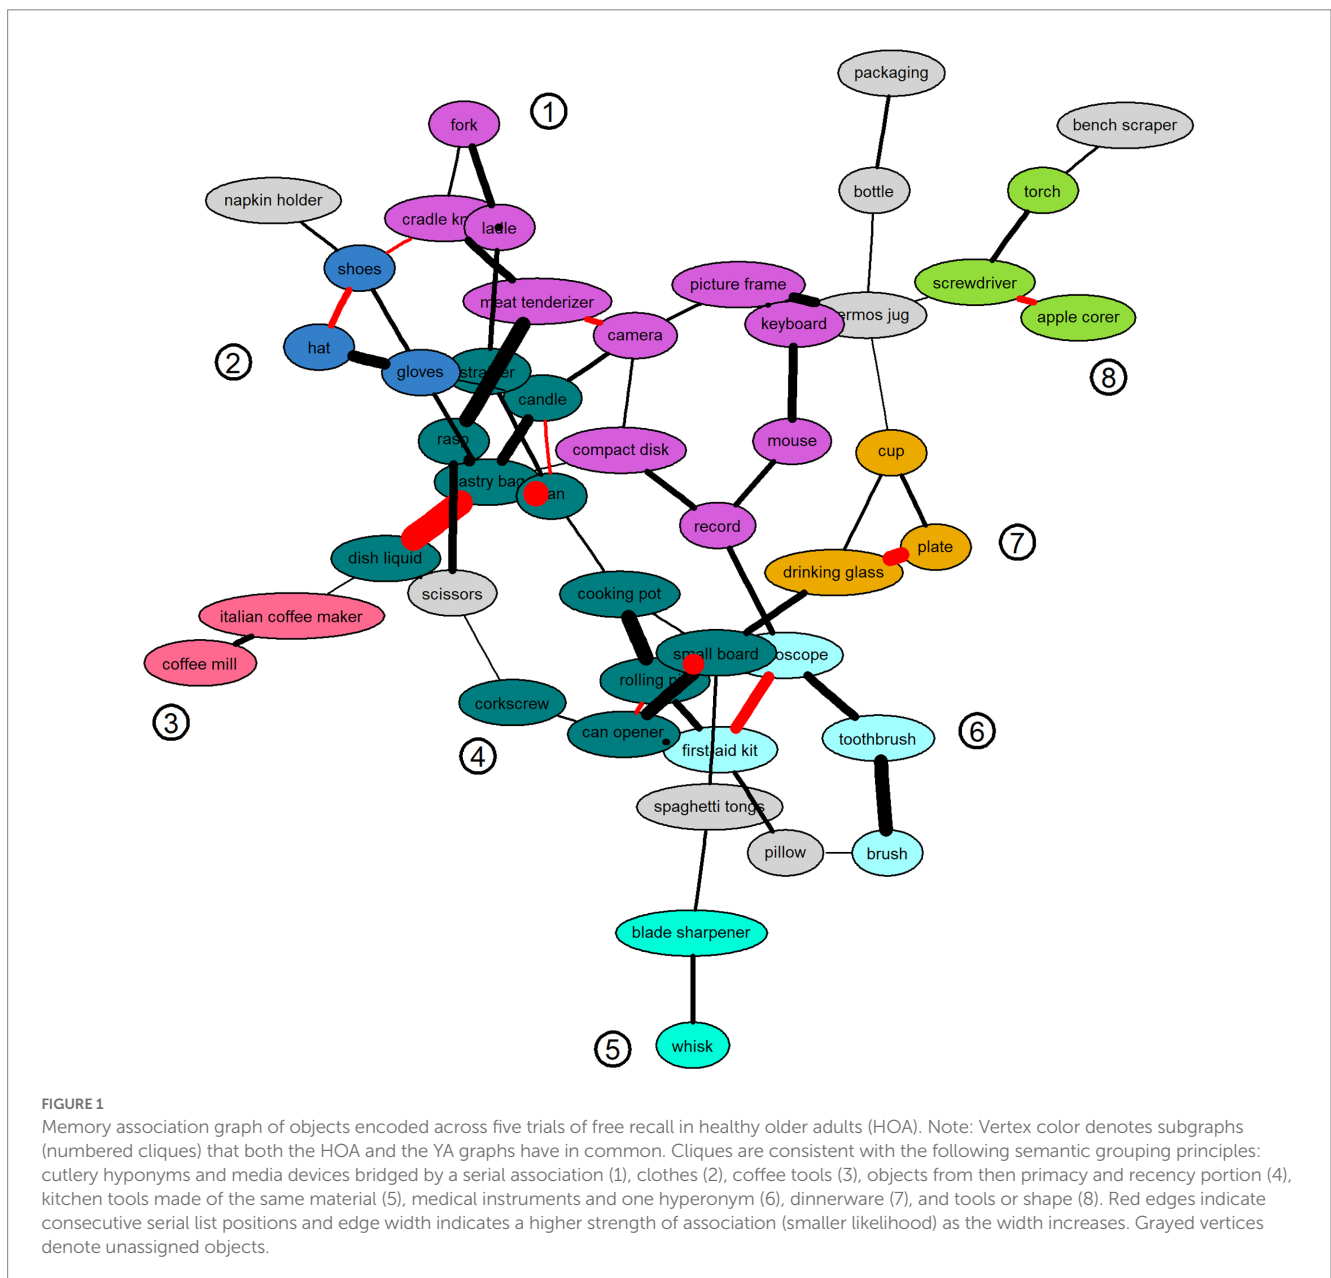 packaging
fork
1
bench scraper
napkin holder
bottle
torch
cradle
ladle
shoes
picture frame
screwdriver
meat tenderizer
keyboard
ermos jug
apple corer
camera
hat
2
gloves
candle
8
rasp
compact disk
mouse
cup
astry bag
an
record
plate
7
dish liquid
drinking glass
scissors
cooking pot
italian coffee maker
coffee mill
small board
oscope
rolling pi
3
corkscrew
4
can opener
first aid kit
toothbrush
6
spaghetti tongs
pillow
brush
blade sharpener
5
whisk
FIGURE 1
Memory association graph of objects encoded across five trials of free recall in healthy older adults (HOA). Note: Vertex color denotes subgraphs
(numbered cliques) that both the HOA and the YA graphs have in common. Cliques are consistent with the following semantic grouping principles:
cutlery hyponyms and media devices bridged by a serial association (1), clothes (2), coffee tools (3), objects from then primacy and recency portion (4),
kitchen tools made of the same material (5), medical instruments and one hyperonym (6), dinnerware (7), and tools or shape (8). Red edges indicate
consecutive serial list positions and edge width indicates a higher strength of association (smaller likelihood) as the width increases. Grayed vertices
denote unassigned objects.